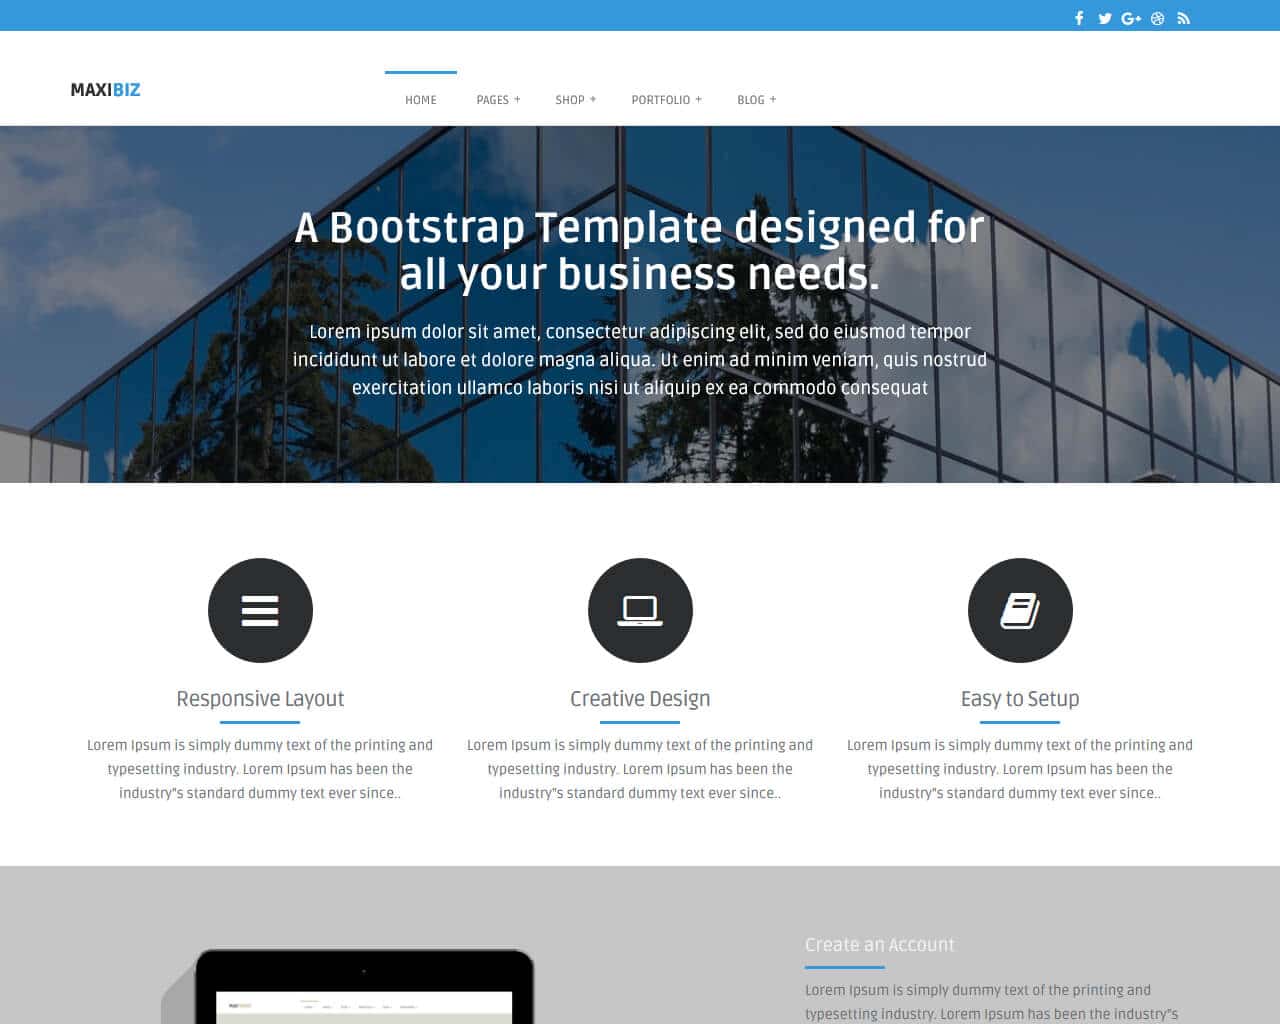 MAXIBIZ
HOME PAGES + SHOP + PORTFOLIO + BLOG +
A Bootstrap Template designed for
all your business needs.
Lorem ipsum dolor sit amet, consectetur adipiscing elit, sed do eiusmod tempor
incididunt ut labore et dolore magna aliqua. Ut enim ad minim veniam, quis nostrud
exercitation ullamco laboris nisi ut aliquip ex ea commodo consequat
Responsive Layout
Lorem Ipsum is simply dummy text of the printing and
typesetting industry. Lorem Ipsum has been the
industry"s standard dummy text ever since..
Creative Design
Lorem Ipsum is simply dummy text of the printing and
typesetting industry. Lorem Ipsum has been the
industry"s standard dummy text ever since..
Easy to Setup
Lorem Ipsum is simply dummy text of the printing and
typesetting industry. Lorem Ipsum has been the
industry"s standard dummy text ever since..
Create an Account
Lorem Ipsum is simply dummy text of the printing and
typesetting industry. Lorem Ipsum has been the industry"s